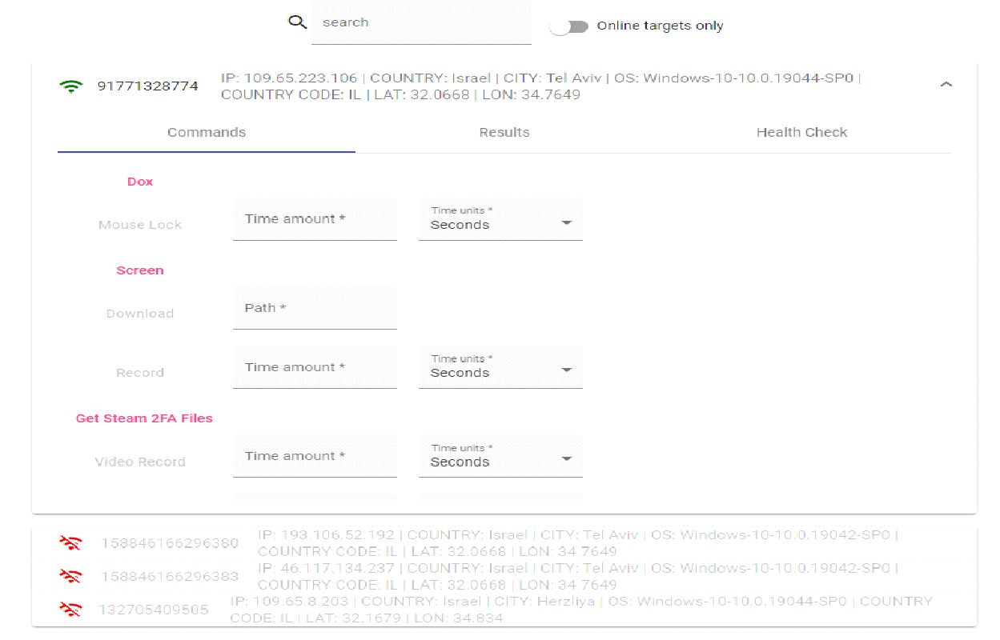 search
Online targets only
91771328774
IP: 109.65.223.106 | COUNTRY: Israel | CITY: Tel Aviv | OS: Windows-10-10.0.19044-SP0 |
COUNTRY CODE: IL | LAT: 32.0668 | LON: 34.7649
Commands
Results
Health Check
Dox
Mouse Lock
Time amount *
Time units *
Seconds
Screen
Download
Path *
Record
Time amount *
Time units *
Seconds
Get Steam 2FA Files
Video Record
Time amount *
Time units *
Seconds
158846166296380
IP: 193.106.52.192 | COUNTRY: Israel | CITY: Tel Aviv | OS: Windows-10-10.0.19042-SP0 |
COUNTRY CODE: IL | LAT: 32.0668 | LON: 34.7649
158846166296383
IP: 46.117.134.237 | COUNTRY: Israel | CITY: Tel Aviv | OS: Windows-10-10.0.19042-SP0 |
COUNTRY CODE: IL | LAT: 32.0668 | LON: 34.7649
132705409505
IP: 109.65.8.203 | COUNTRY: Israel | CITY: Herzliya | OS: Windows-10-10.0.19044-SP0 | COUNTRY
CODE: IL | LAT: 32.1679 | LON: 34.834